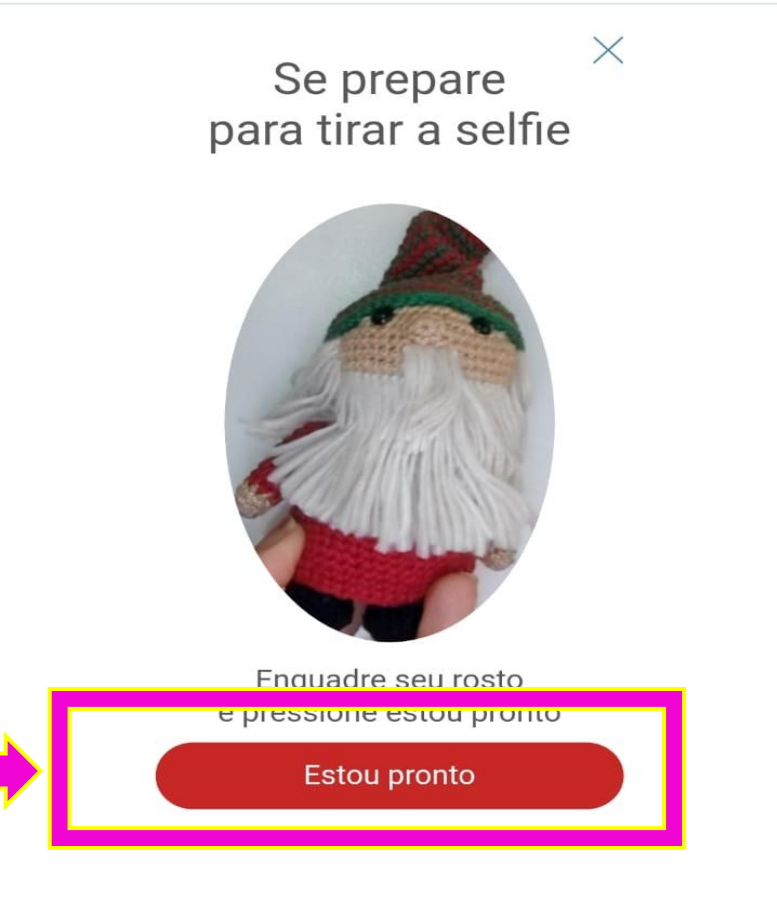 Se prepare
para tirar a selfie
Enquadre seu rosto
e pressione estou pronto
Estou pronto